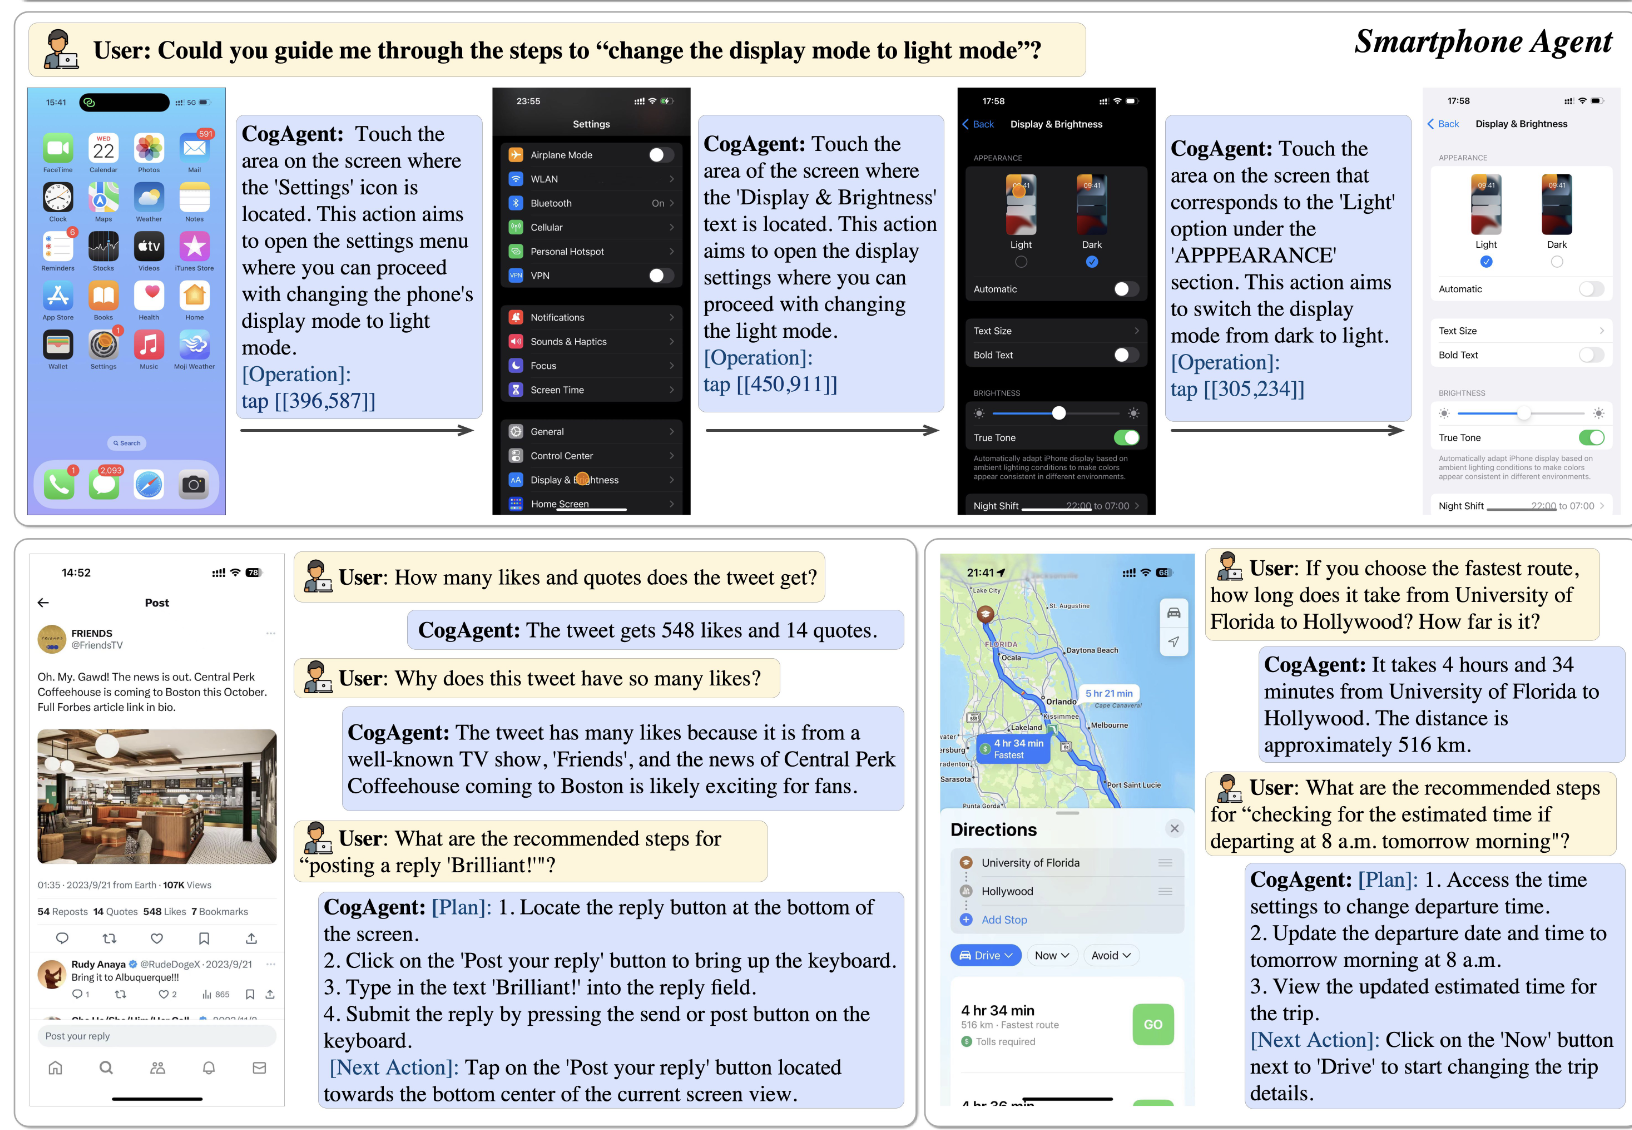 User: Could you guide me through the steps to “change the display mode to light mode”?
Smartphone Agent
15:41
5G
591
WED
22
FaceTime
Calendar
Photos
Mail
Clock
Maps
Weather
Notes
6
tv
Reminders
Stocks
Videos
iTunes Store
App Store
Books
Health
Home
1
Wallet
Settings
Music
Moji Weather
Search
1
2,093
CogAgent: Touch the
area on the screen where
the 'Settings' icon is
located. This action aims
to open the settings menu
where you can proceed
with changing the phone's
display mode to light
mode.
[Operation]:
tap [[396,587]]
23:55
Settings
Airplane Mode
WLAN
Bluetooth On
Cellular
Personal Hotspot
VPN VPN
Notifications
Sounds & Haptics
Focus
Screen Time
General
Control Center
AA Display & Brightness
Home Screen
CogAgent: Touch the
area of the screen where
the 'Display & Brightness'
text is located. This action
aims to open the display
settings where you can
proceed with changing
the light mode.
[Operation]:
tap [[450,911]]
17:58
Back Display & Brightness
APPEARANCE
09:41 09:41
Light Dark
Automatic
Text Size
Bold Text
BRIGHTNESS
True Tone
Automatically adapt iPhone display based on
ambient lighting conditions to make colors
appear consistent in different environments.
Night Shift 22:00 to 07:00
CogAgent: Touch the
area on the screen that
corresponds to the 'Light'
option under the
'APPPEARANCE'
section. This action aims
to switch the display
mode from dark to light.
[Operation]:
tap [[305,234]]
17:58
Back Display & Brightness
APPEARANCE
09:41 09:41
Light Dark
Automatic
Text Size
Bold Text
BRIGHTNESS
True Tone
Automatically adapt iPhone display based on
ambient lighting conditions to make colors
appear consistent in different environments.
Night Shift 22:00 to 07:00
14:52
78
Post
FRIENDS
@FriendsTV
Oh. My. Gawd! The news is out. Central Perk
Coffeehouse is coming to Boston this October.
Full Forbes article link in bio.
01:35 · 2023/9/21 from Earth · 107K Views
54 Reposts 14 Quotes 548 Likes 7 Bookmarks
Rudy Anaya @RudeDogeX · 2023/9/21
Bring it to Albuquerque!!!
1 2 865
Post your reply
User: How many likes and quotes does the tweet get?
CogAgent: The tweet gets 548 likes and 14 quotes.
User: Why does this tweet have so many likes?
CogAgent: The tweet has many likes because it is from a
well-known TV show, 'Friends', and the news of Central Perk
Coffeehouse coming to Boston is likely exciting for fans.
User: What are the recommended steps for
“posting a reply 'Brilliant!'"?
CogAgent: [Plan]: 1. Locate the reply button at the bottom of
the screen.
2. Click on the 'Post your reply' button to bring up the keyboard.
3. Type in the text 'Brilliant!' into the reply field.
4. Submit the reply by pressing the send or post button on the
keyboard.
[Next Action]: Tap on the 'Post your reply' button located
towards the bottom center of the current screen view.
21:41
Lake City
St. Augustine
FLORIDA
Ocala
Daytona Beach
5 hr 21 min
Orlando
Cape Canaveral
Kissimmee
Lakeland
Melbourne
4 hr 34 min
Fastest
Sarasota
Port Saint Lucie
Punta Gorda
Directions
University of Florida
Hollywood
Add Stop
Drive Now Avoid
4 hr 34 min
516 km · Fastest route
Tolls required
GO
4 hr 36 min
User: If you choose the fastest route,
how long does it take from University of
Florida to Hollywood? How far is it?
CogAgent: It takes 4 hours and 34
minutes from University of Florida to
Hollywood. The distance is
approximately 516 km.
User: What are the recommended steps
for “checking for the estimated time if
departing at 8 a.m. tomorrow morning"?
CogAgent: [Plan]: 1. Access the time
settings to change departure time.
2. Update the departure date and time to
tomorrow morning at 8 a.m.
3. View the updated estimated time for
the trip.
[Next Action]: Click on the 'Now' button
next to 'Drive' to start changing the trip
details.